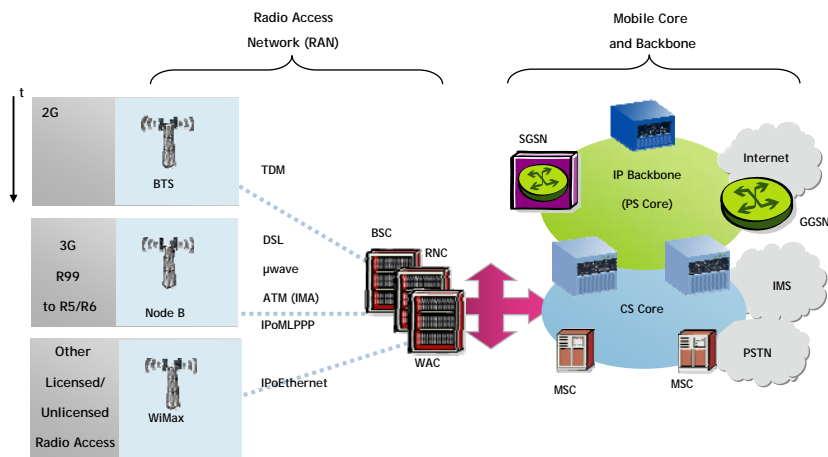 Radio Access
Network (RAN)
Mobile Core
and Backbone
t
2G
BTS
TDM
3G
R99
to R5/R6
Node B
DSL
µwave
ATM (IMA)
IPoMLPPP
Other
Licensed/
Unlicensed
Radio Access
WiMax
IPoEthernet
BSC
RNC
WAC
SGSN
IP Backbone
(PS Core)
Internet
GGSN
CS Core
IMS
PSTN
MSC
MSC